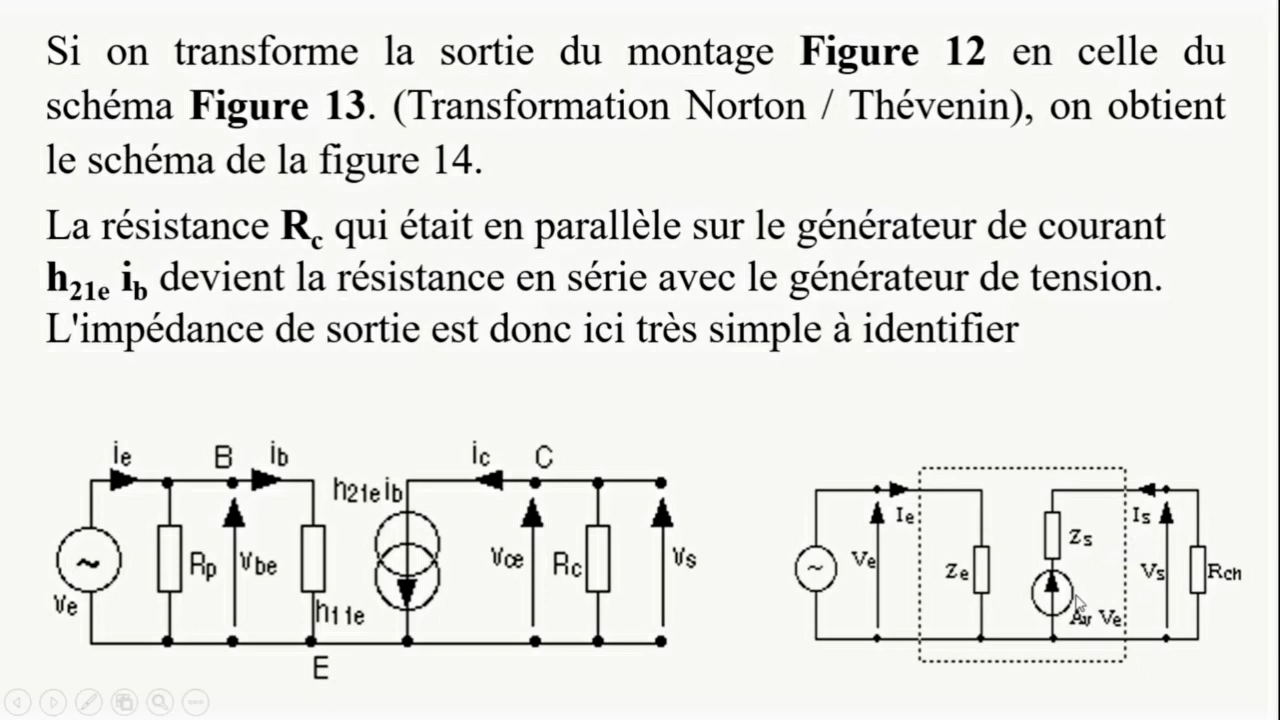 Si on transforme la sortie du montage Figure 12 en celle du
schéma Figure 13. (Transformation Norton / Thévenin), on obtient
le schéma de la figure 14.
La résistance Rc qui était en parallèle sur le générateur de courant
h21e ib devient la résistance en série avec le générateur de tension.
L'impédance de sortie est donc ici très simple à identifier
ie B ib ic C
h21e ib
Rp Vbe Vce Rc Vs
Ve
h11e
E
Ie Is
Ve Ze Zs Vs Rch
Av Ve